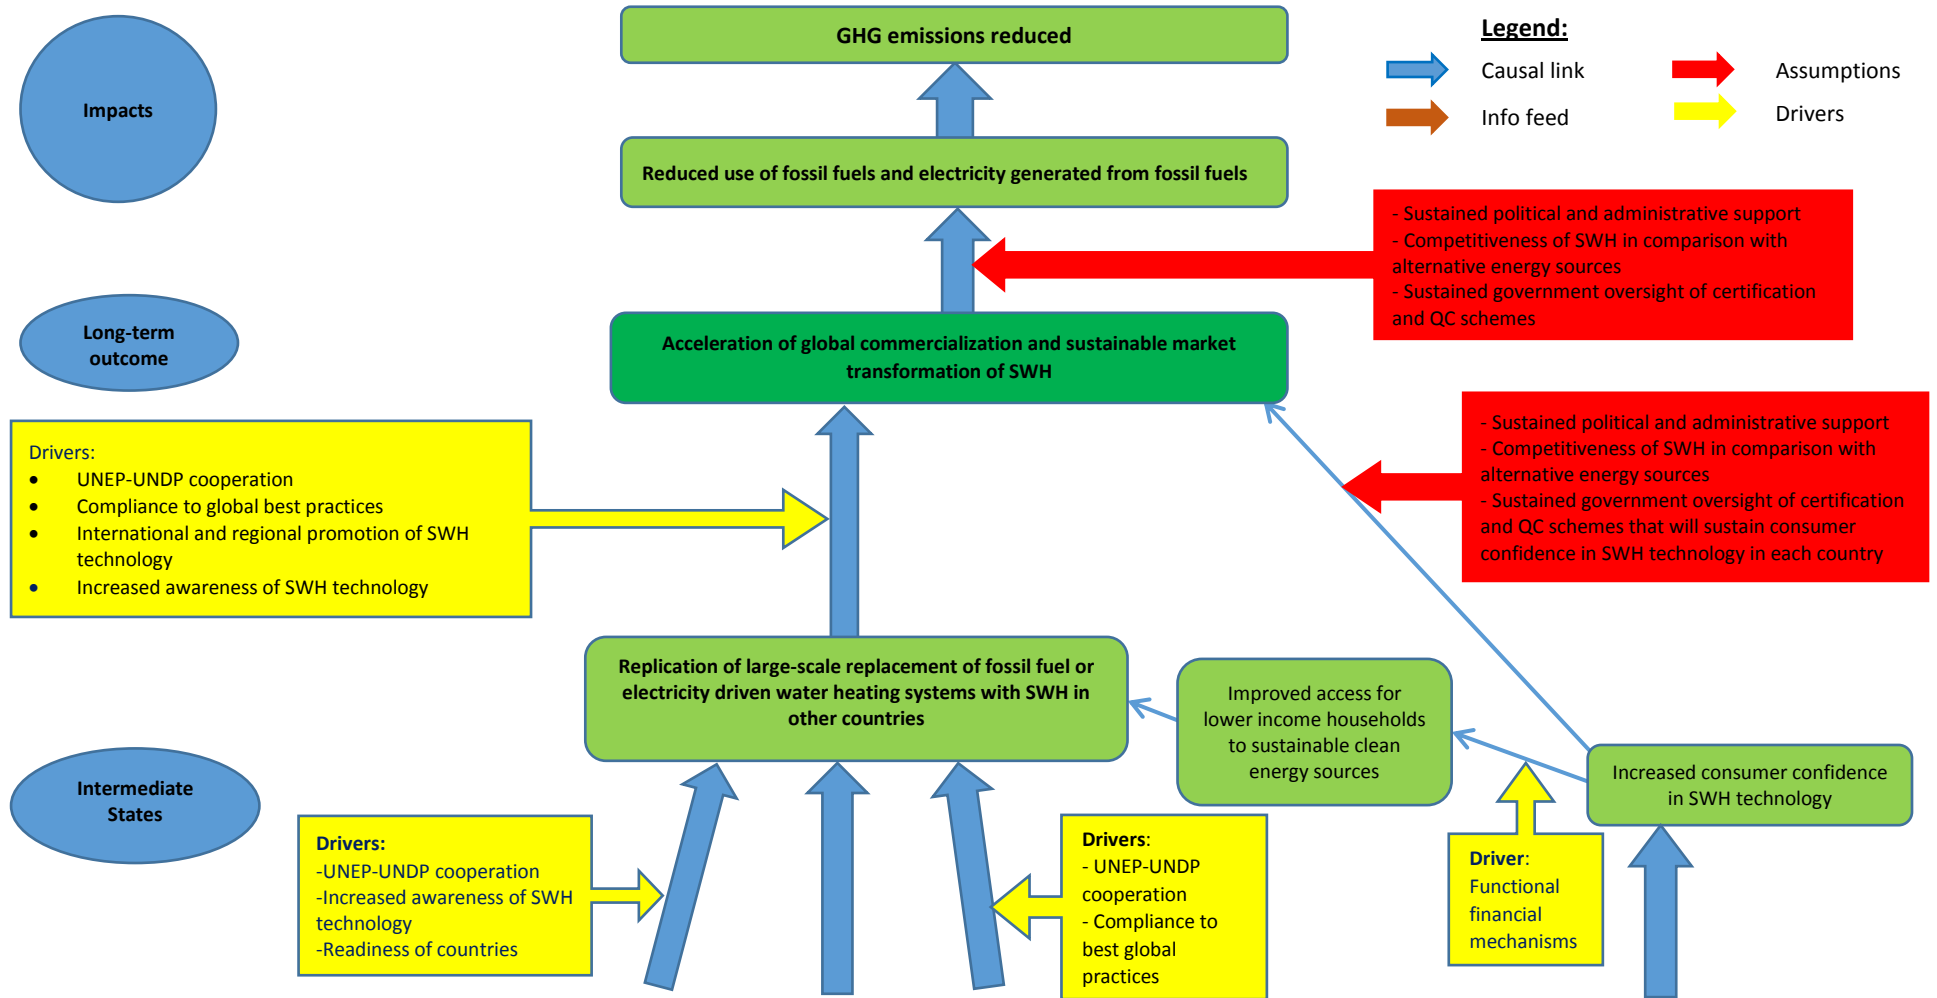 GHG emissions reduced
Legend:
Causal link
Assumptions
Info feed
Drivers
Impacts
Reduced use of fossil fuels and electricity generated from fossil fuels
- Sustained political and administrative support
- Competitiveness of SWH in comparison with
alternative energy sources
- Sustained government oversight of certification
and QC schemes
Long-term
outcome
Acceleration of global commercialization and sustainable market
transformation of SWH
- Sustained political and administrative support
- Competitiveness of SWH in comparison with
alternative energy sources
- Sustained government oversight of certification
and QC schemes that will sustain consumer
confidence in SWH technology in each country
Drivers:
• UNEP-UNDP cooperation
• Compliance to global best practices
• International and regional promotion of SWH
technology
• Increased awareness of SWH technology
Replication of large-scale replacement of fossil fuel or
electricity driven water heating systems with SWH in
other countries
Improved access for
lower income households
to sustainable clean
energy sources
Increased consumer confidence
in SWH technology
Intermediate
States
Drivers:
-UNEP-UNDP cooperation
-Increased awareness of SWH
technology
-Readiness of countries
Drivers:
- UNEP-UNDP
cooperation
- Compliance to
best global
practices
Driver:
Functional
financial
mechanisms